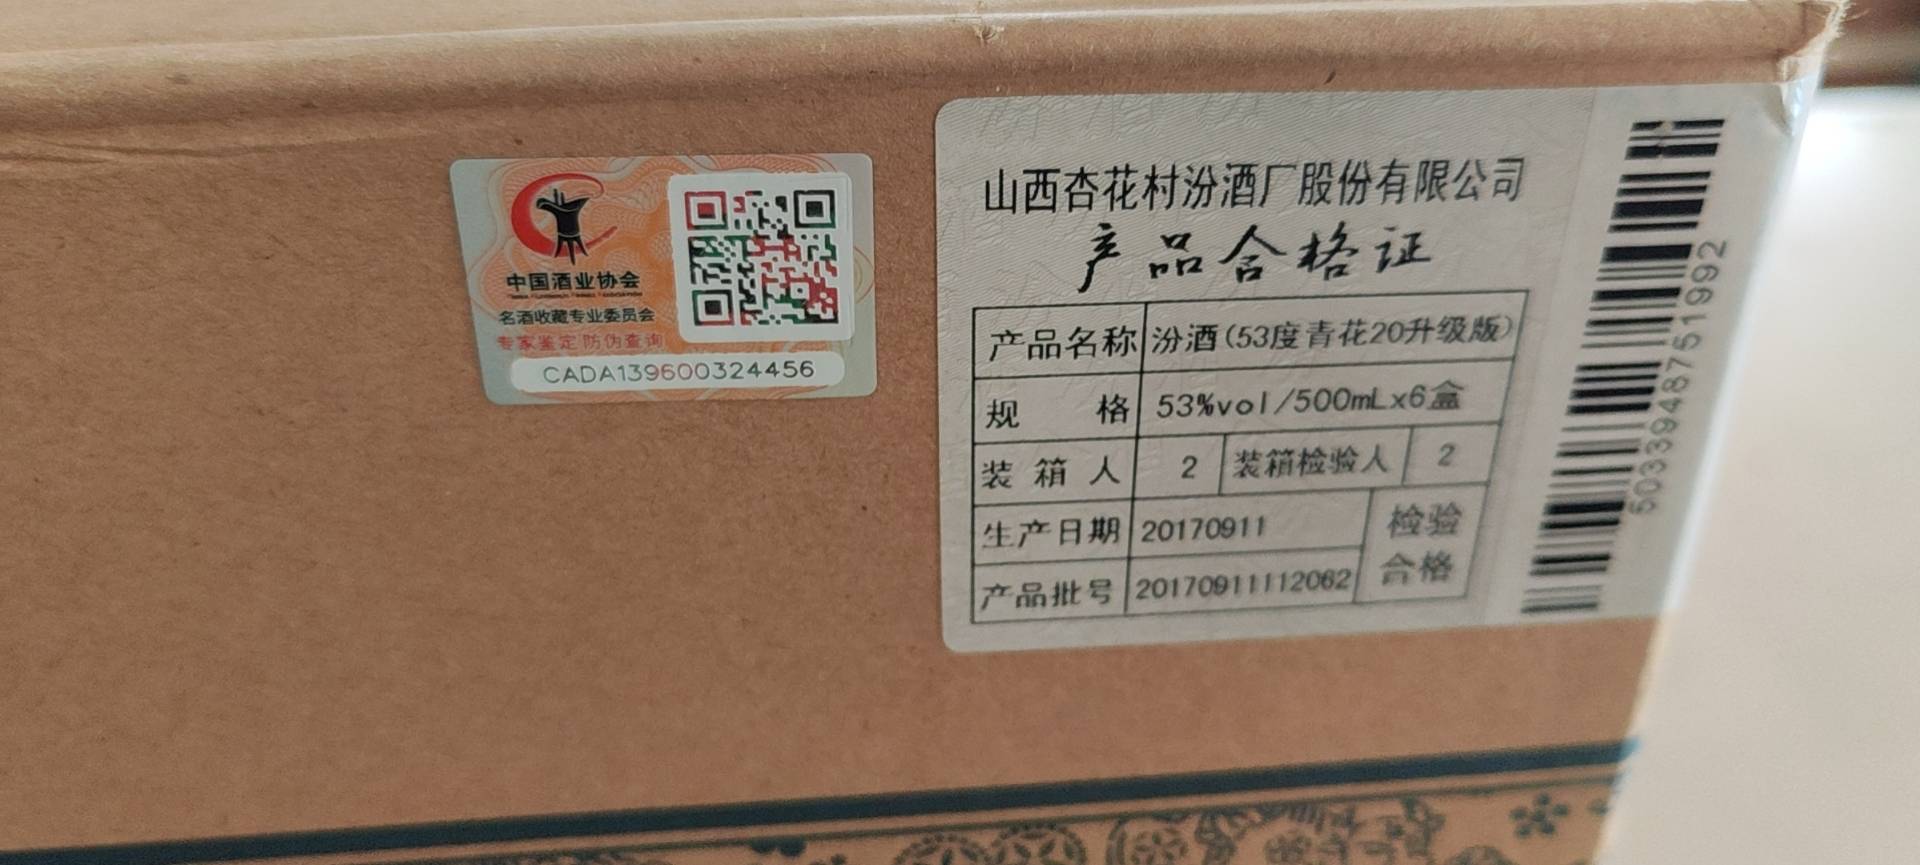 中国酒业协会
名酒收藏专业委员会
专家鉴定 防伪查询
CADA139600324456
山西杏花村汾酒厂股份有限公司
产品合格证
产品名称 汾酒(53度青花20升级版)
规 格 53%vol/500mLx6盒
装箱人 2 装箱检验人 2
生产日期 20170911
产品批号 20170911112062
检验
合格
5033948751992